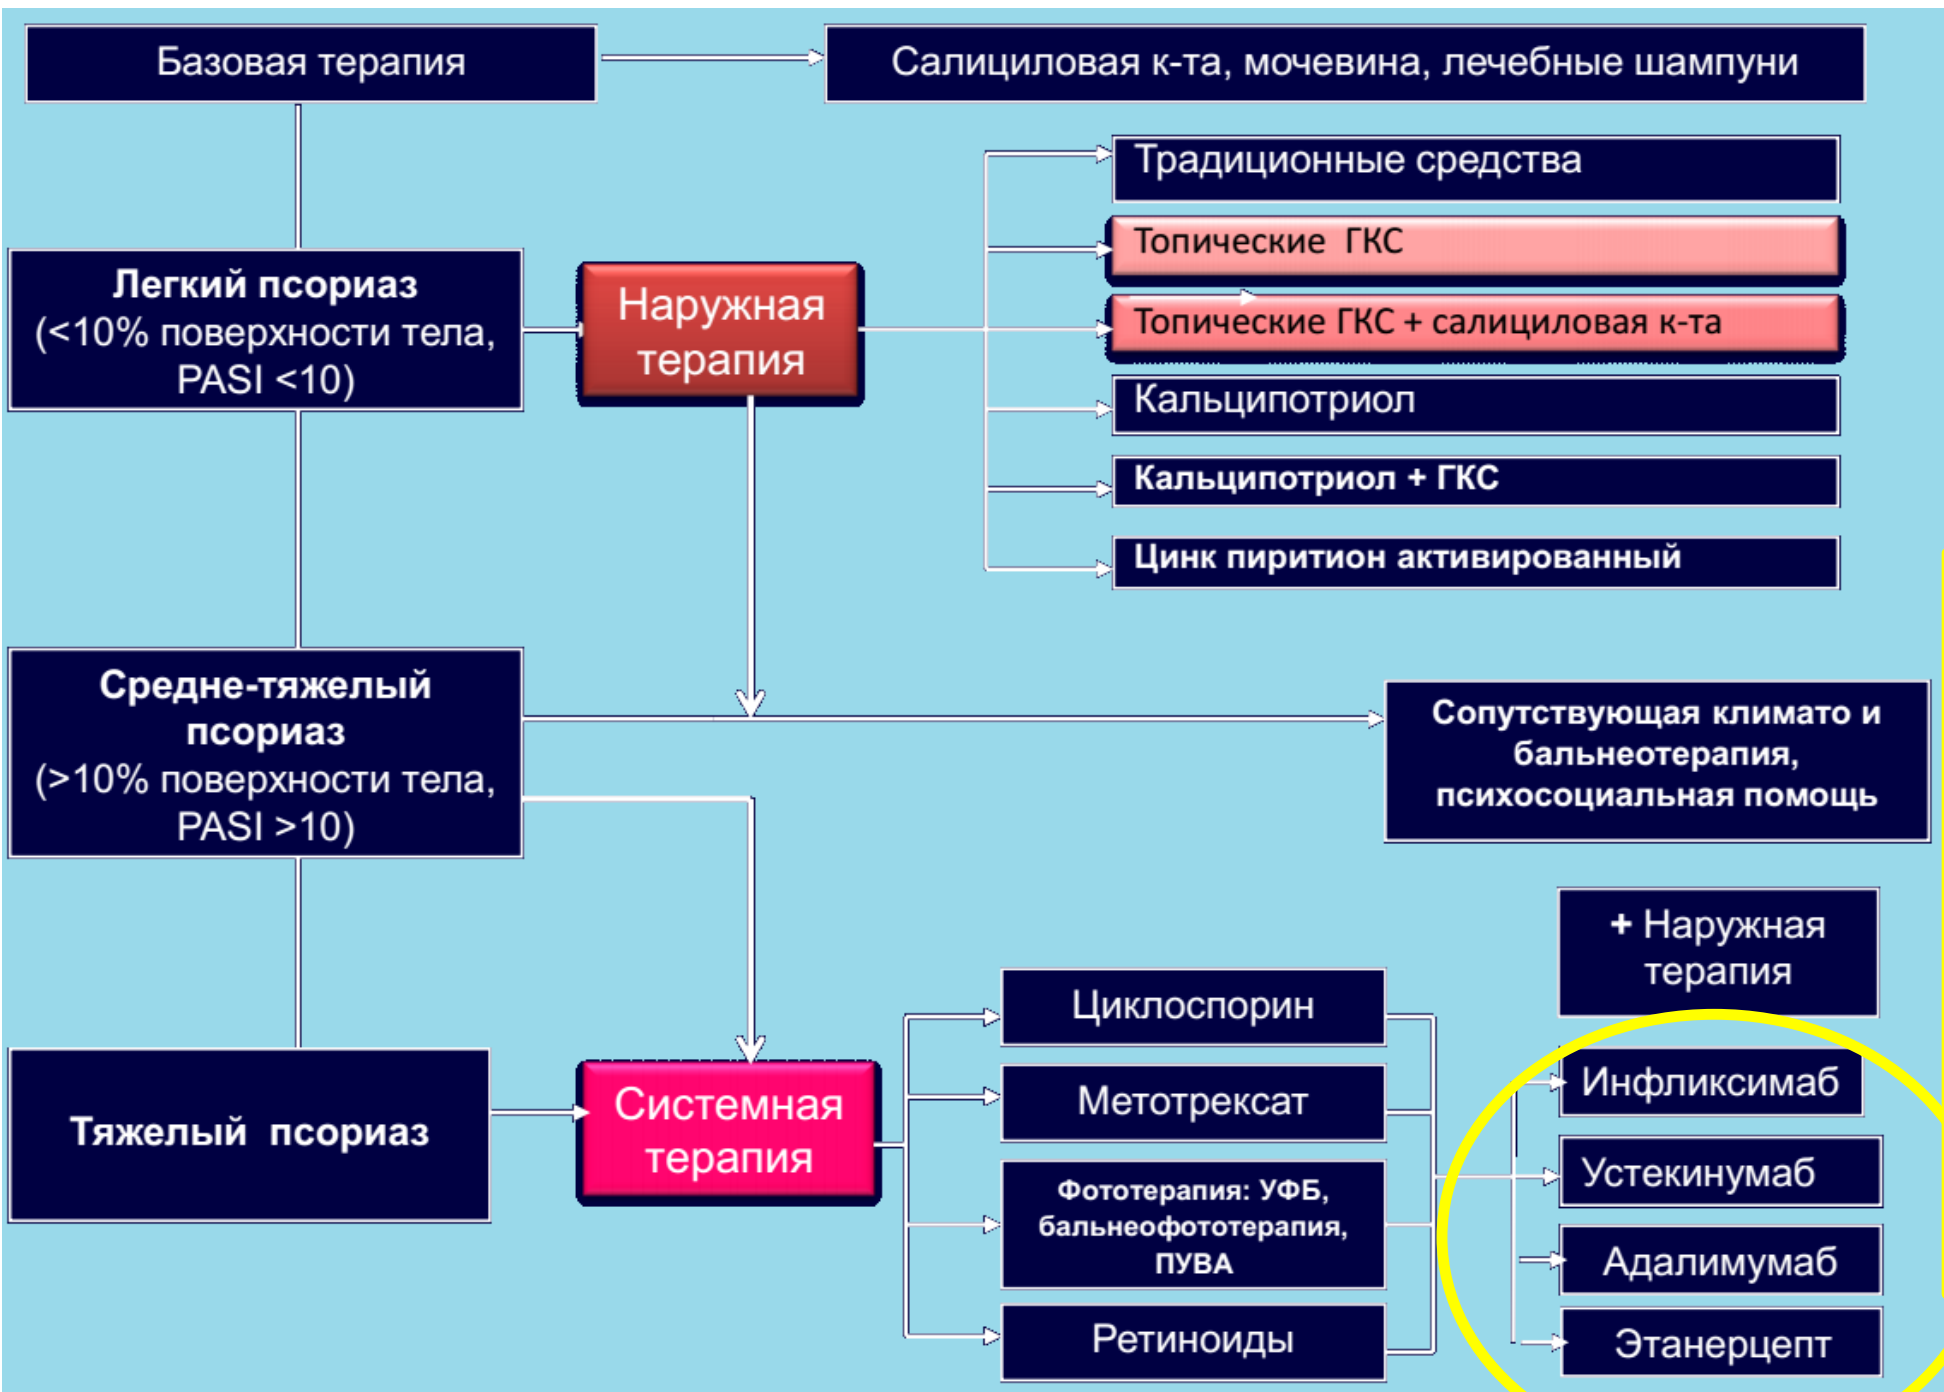 Базовая терапия
Салициловая к-та, мочевина, лечебные шампуни
Традиционные средства
Топические ГКС
Легкий псориаз
(<10% поверхности тела,
PASI <10)
Наружная
терапия
Топические ГКС + салициловая к-та
Кальципотриол
Кальципотриол + ГКС
Цинк пиритион активированный
Средне-тяжелый
псориаз
(>10% поверхности тела,
PASI >10)
Сопутствующая климато и
бальнеотерапия,
психосоциальная помощь
+ Наружная
терапия
Тяжелый псориаз
Системная
терапия
Циклоспорин
Метотрексат
Фототерапия: УФБ,
бальнеофототерапия,
ПУВА
Ретиноиды
Инфликсимаб
Устекинумаб
Адалимумаб
Этанерцепт